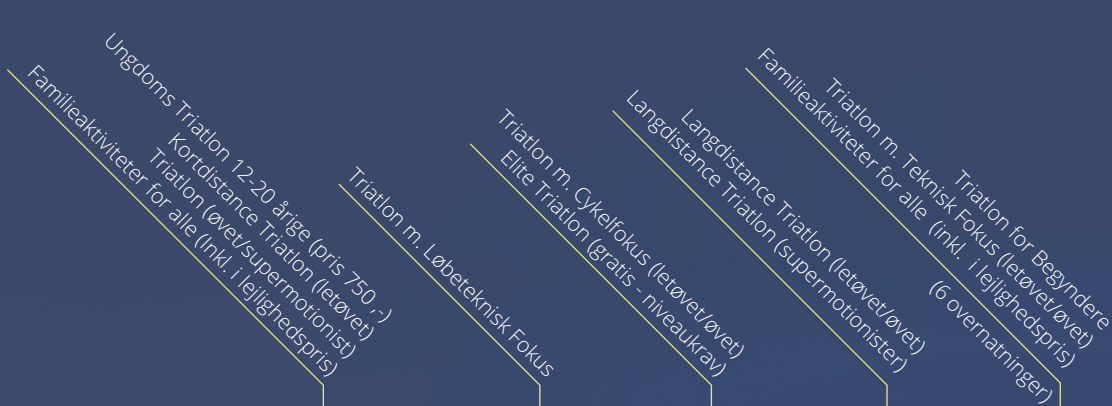 Ungdoms Triatlon 12-20 årige (pris 750,-)
Kortdistance Triatlon (letøvet)
Triatlon (øvet/supermotionist)
Familieaktiviteter for alle (Inkl. i lejlighedspris)
Triatlon m. Løbeteknisk Fokus
Triatlon m. Cykelfokus (letøvet/øvet)
Elite Triatlon (gratis - niveaukrav)
Langdistance Triatlon (letøvet/øvet)
Langdistance Triatlon (supermotionister)
Triatlon for Begyndere
Triatlon m. Teknisk Fokus (letøvet/øvet)
Familieaktiviteter for alle (inkl. i lejlighedspris)
(6 overnatninger)